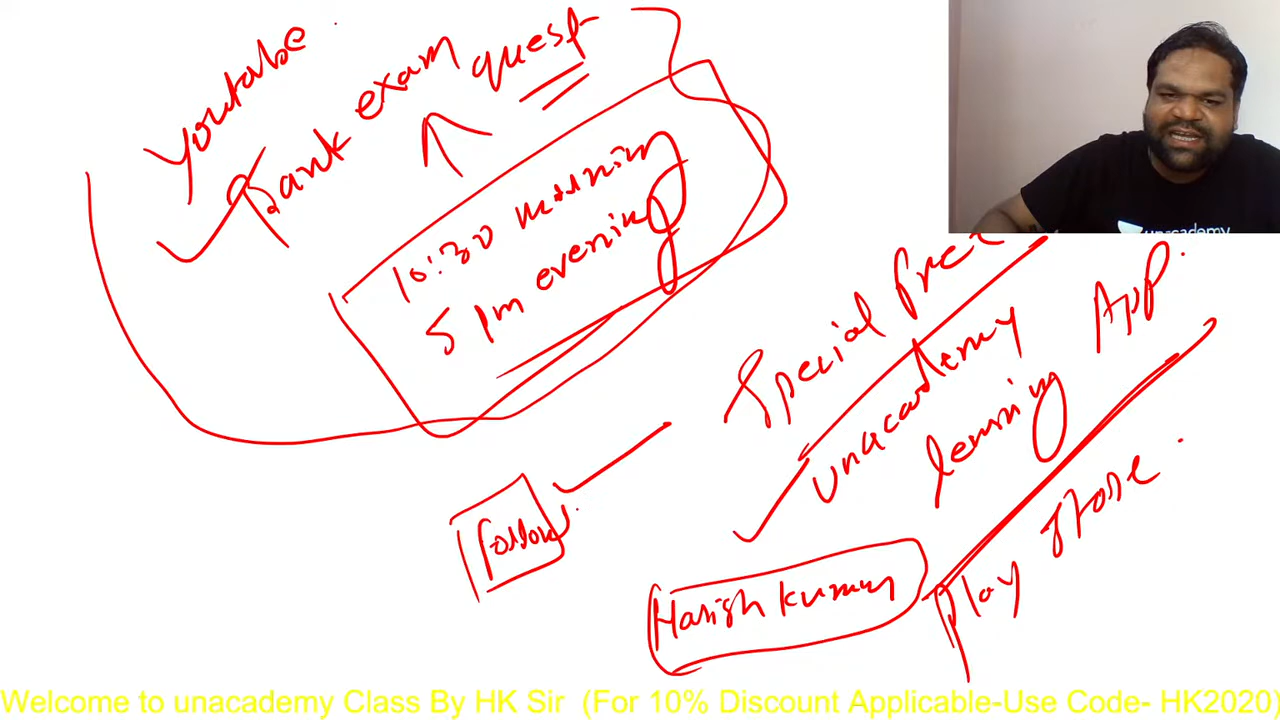 Youtube
Bank exam quest
10:30 morning
5 pm evening
Special free
unacademy
learning App.
play store.
follow
Harish kumar
unacademy
Welcome to unacademy Class By HK Sir (For 10% Discount Applicable-Use Code- HK2020)